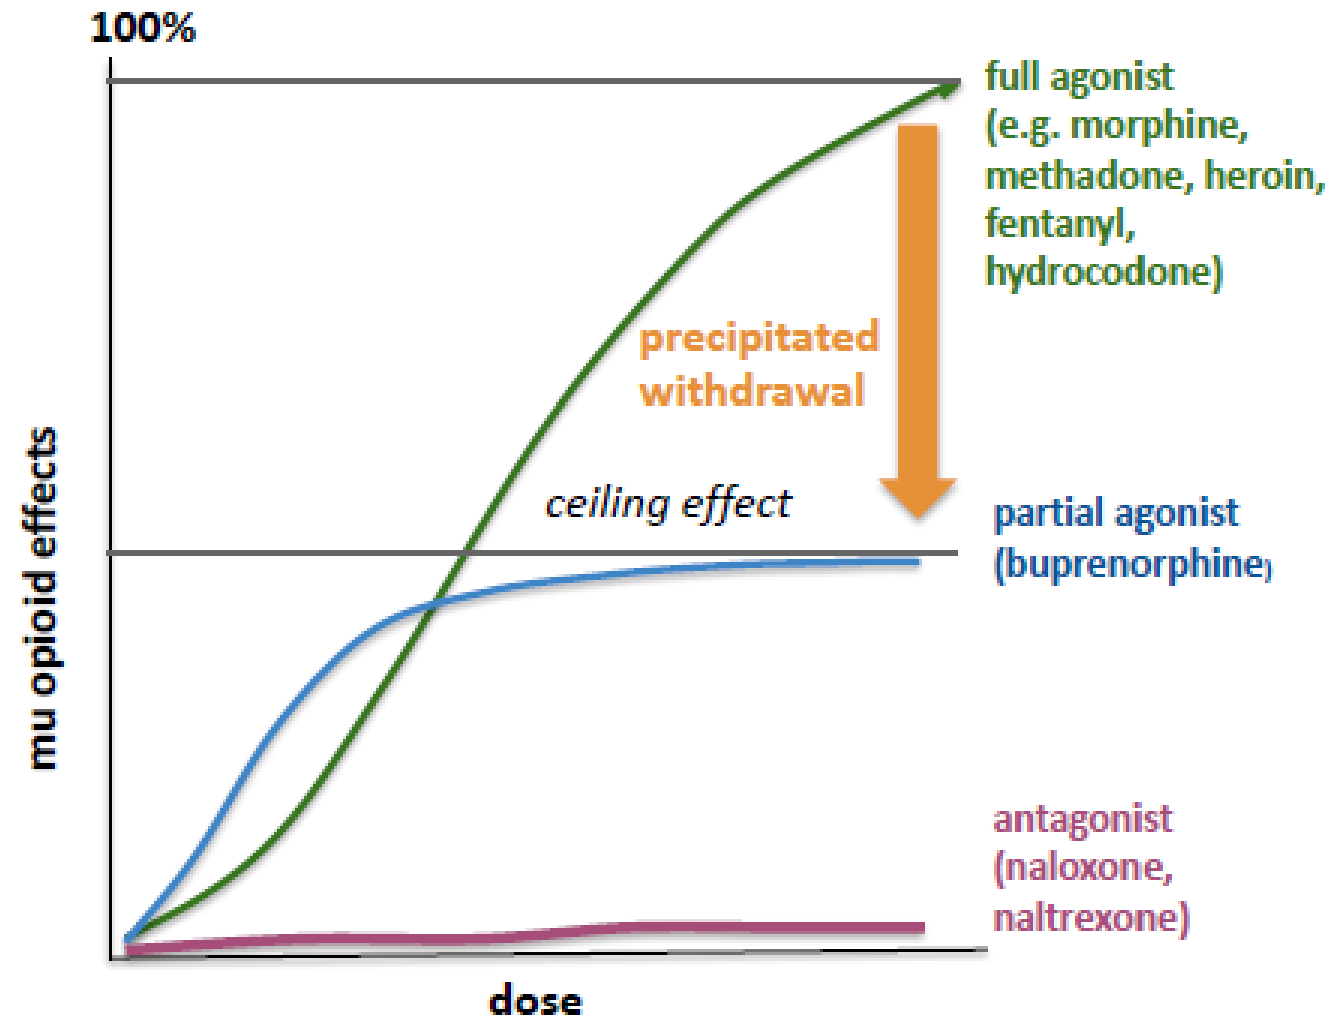 100%
full agonist
(e.g. morphine,
methadone, heroin,
fentanyl,
hydrocodone)
precipitated
withdrawal
ceiling effect
partial agonist
(buprenorphine)
mu opioid effects
antagonist
(naloxone,
naltrexone)
dose